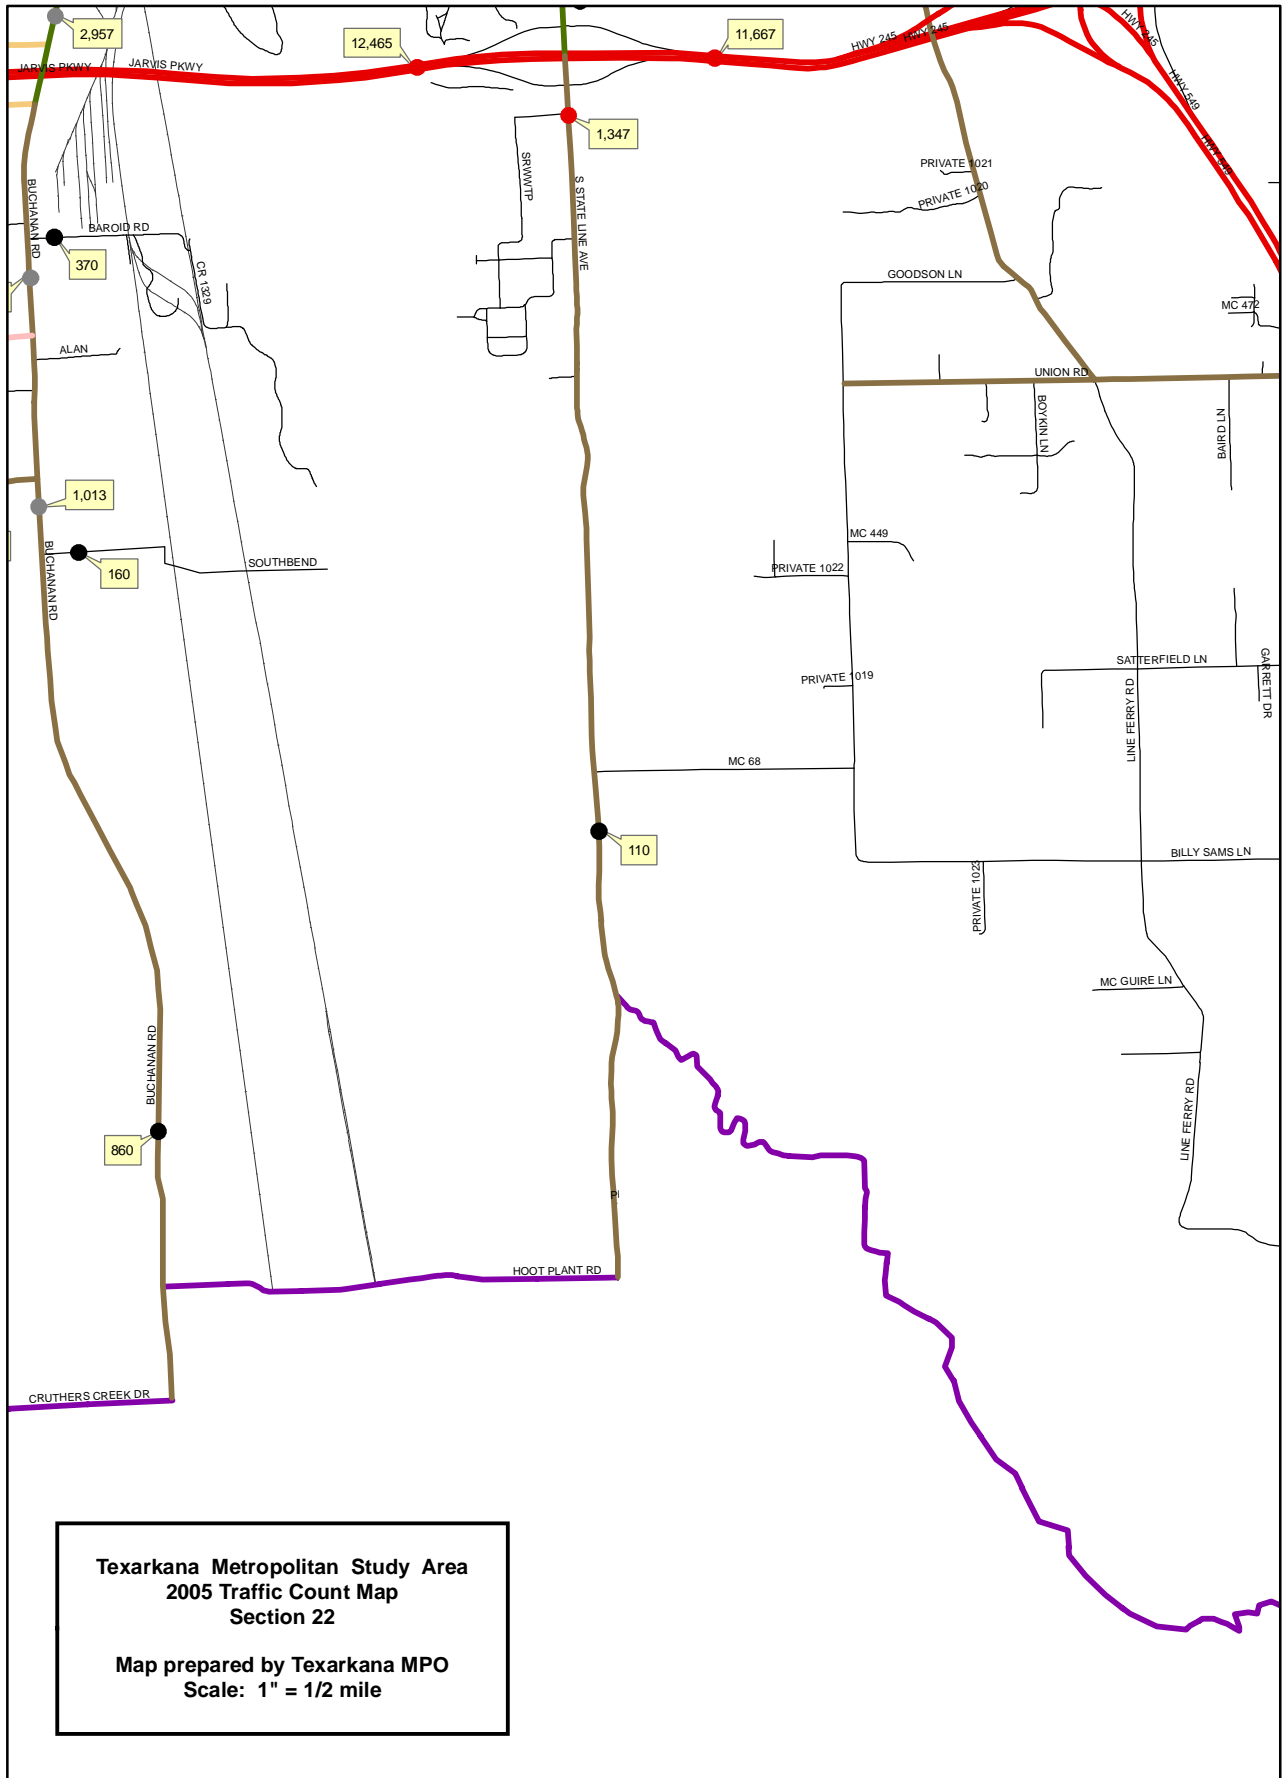 2,957
12,465
11,667
HWY 245
HWY 245
HWY 245
HWY 549
HWY 549
JARVIS PKWY
JARVIS PKWY
1,347
SRWWTP
S STATE LINE AVE
PRIVATE 1021
PRIVATE 1020
BUCHANAN RD
BAROID RD
370
CR 1329
GOODSON LN
MC 472
ALAN
UNION RD
BOYKIN LN
BAIRD LN
1,013
BUCHANAN RD
160
SOUTHBEND
MC 449
PRIVATE 1022
PRIVATE 1019
SATTERFIELD LN
GARRETT DR
LINE FERRY RD
MC 68
110
BILLY SAMS LN
PRIVATE 1023
MC GUIRE LN
BUCHANAN RD
LINE FERRY RD
860
HOOT PLANT RD
CRUTHERS CREEK DR
Texarkana Metropolitan Study Area
2005 Traffic Count Map
Section 22
Map prepared by Texarkana MPO
Scale: 1" = 1/2 mile